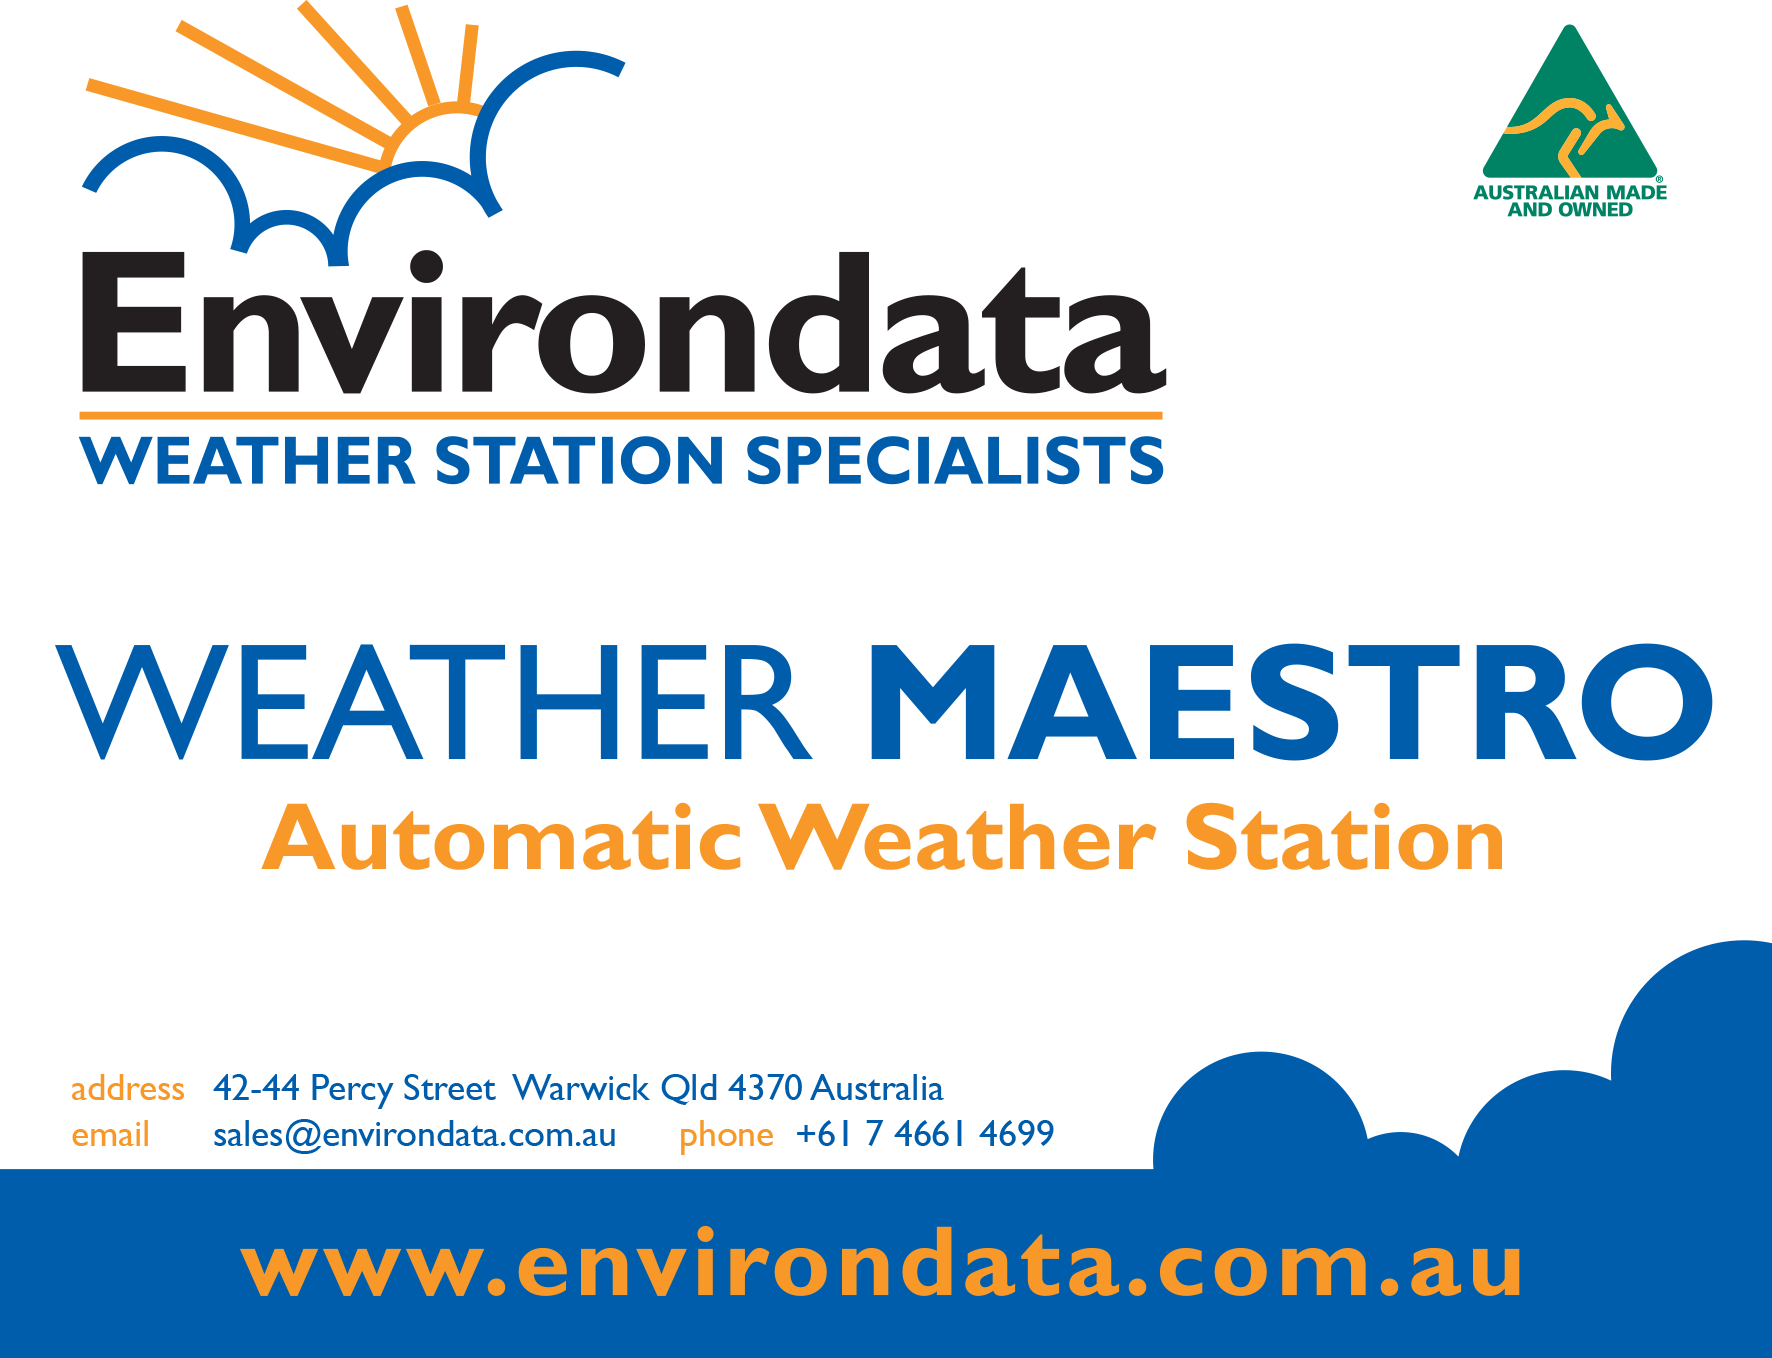 AUSTRALIAN MADE
AND OWNED
Environdata
WEATHER STATION SPECIALISTS
WEATHER MAESTRO
Automatic Weather Station
address 42-44 Percy Street Warwick Qld 4370 Australia
email sales@environdata.com.au phone +61 7 4661 4699
www.environdata.com.au